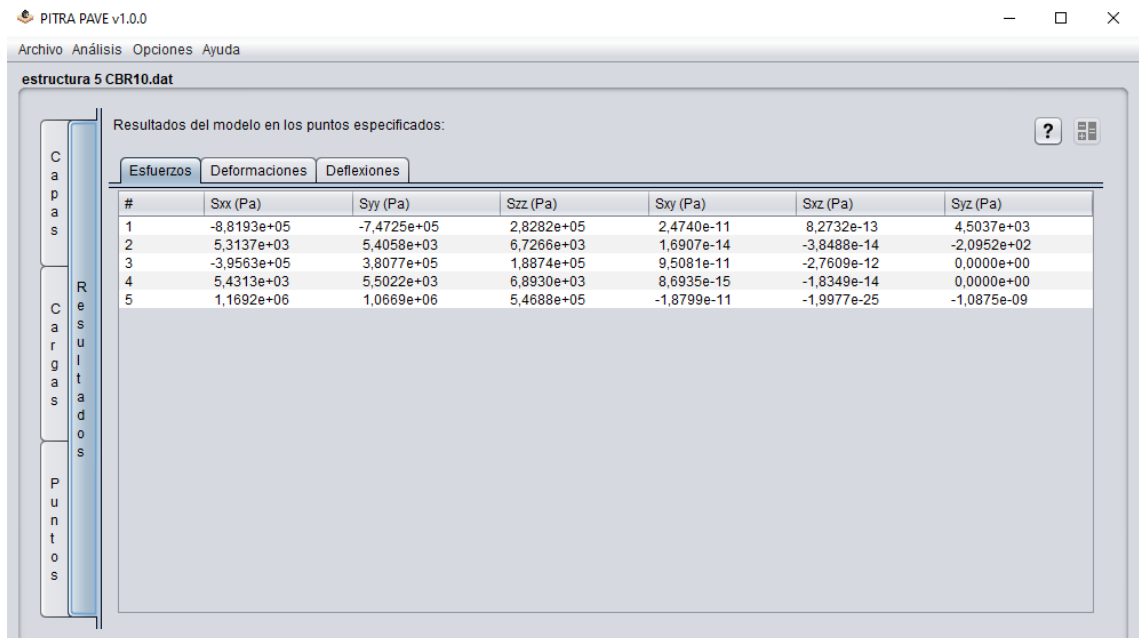 PITRA PAVE v1.0.0
Archivo Análisis Opciones Ayuda
estructura 5 CBR10.dat
Capas
Cargas
Puntos
Resultados
Resultados del modelo en los puntos especificados:
?
Esfuerzos Deformaciones Deflexiones
# Sxx (Pa) Syy (Pa) Szz (Pa) Sxy (Pa) Sxz (Pa) Syz (Pa)
1 -8,8193e+05 -7,4725e+05 2,8282e+05 2,4740e-11 8,2732e-13 4,5037e+03
2 5,3137e+03 5,4058e+03 6,7266e+03 1,6907e-14 -3,8488e-14 -2,0952e+02
3 -3,9563e+05 3,8077e+05 1,8874e+05 9,5081e-11 -2,7609e-12 0,0000e+00
4 5,4313e+03 5,5022e+03 6,8930e+03 8,6935e-15 -1,8349e-14 0,0000e+00
5 1,1692e+06 1,0669e+06 5,4688e+05 -1,8799e-11 -1,9977e-25 -1,0875e-09